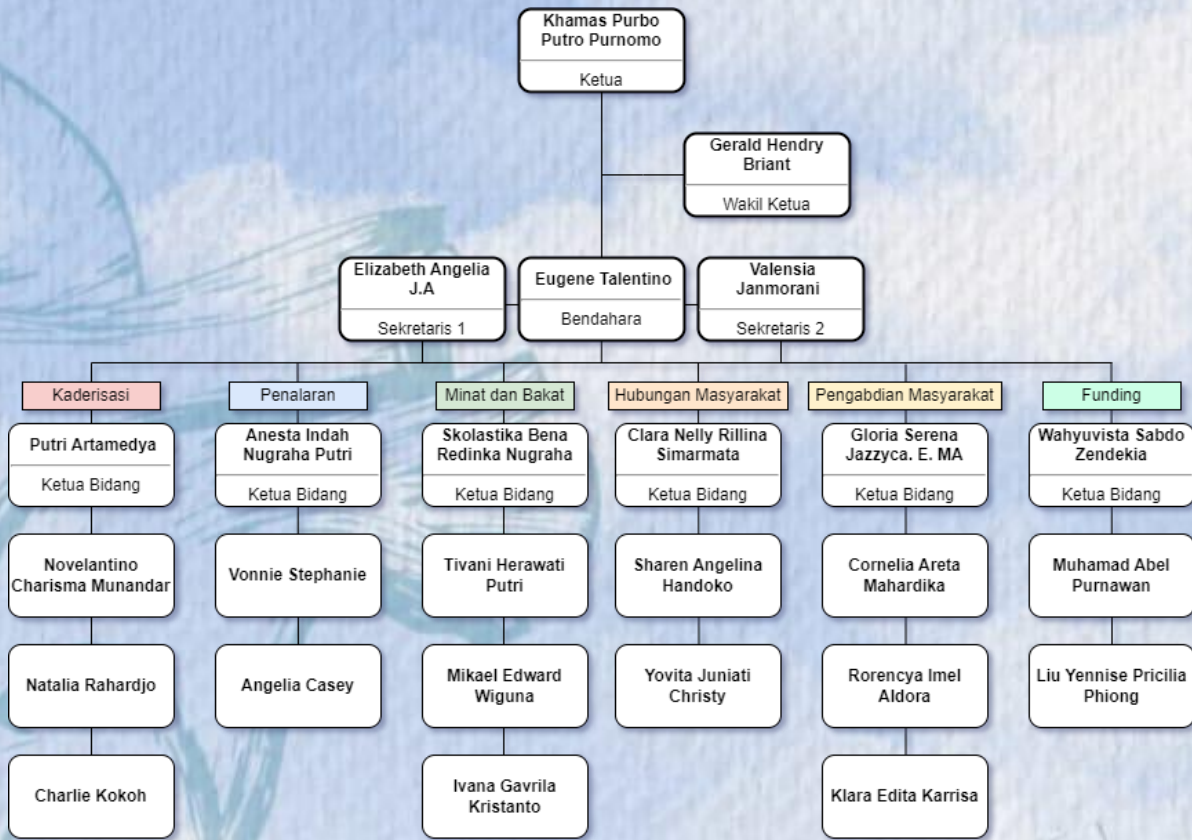 Khamas Purbo
Putro Purnomo
Ketua
Gerald Hendry
Briant
Wakil Ketua
Elizabeth Angelia
J.A
Sekretaris 1
Eugene Talentino
Bendahara
Valensia
Janmorani
Sekretaris 2
Kaderisasi
Penalaran
Minat dan Bakat
Hubungan Masyarakat
Pengabdian Masyarakat
Funding
Putri Artamedya
Ketua Bidang
Anesta Indah
Nugraha Putri
Ketua Bidang
Skolastika Bena
Redinka Nugraha
Ketua Bidang
Clara Nelly Rillina
Simarmata
Ketua Bidang
Gloria Serena
Jazzyca. E. MA
Ketua Bidang
Wahyuvista Sabdo
Zendekia
Ketua Bidang
Novelantino
Charisma Munandar
Vonnie Stephanie
Tivani Herawati
Putri
Sharen Angelina
Handoko
Cornelia Areta
Mahardika
Muhamad Abel
Purnawan
Natalia Rahardjo
Angelia Casey
Mikael Edward
Wiguna
Yovita Juniati
Christy
Rorencya Imel
Aldora
Liu Yennise Pricilia
Phiong
Charlie Kokoh
Ivana Gavrila
Kristanto
Klara Edita Karrisa